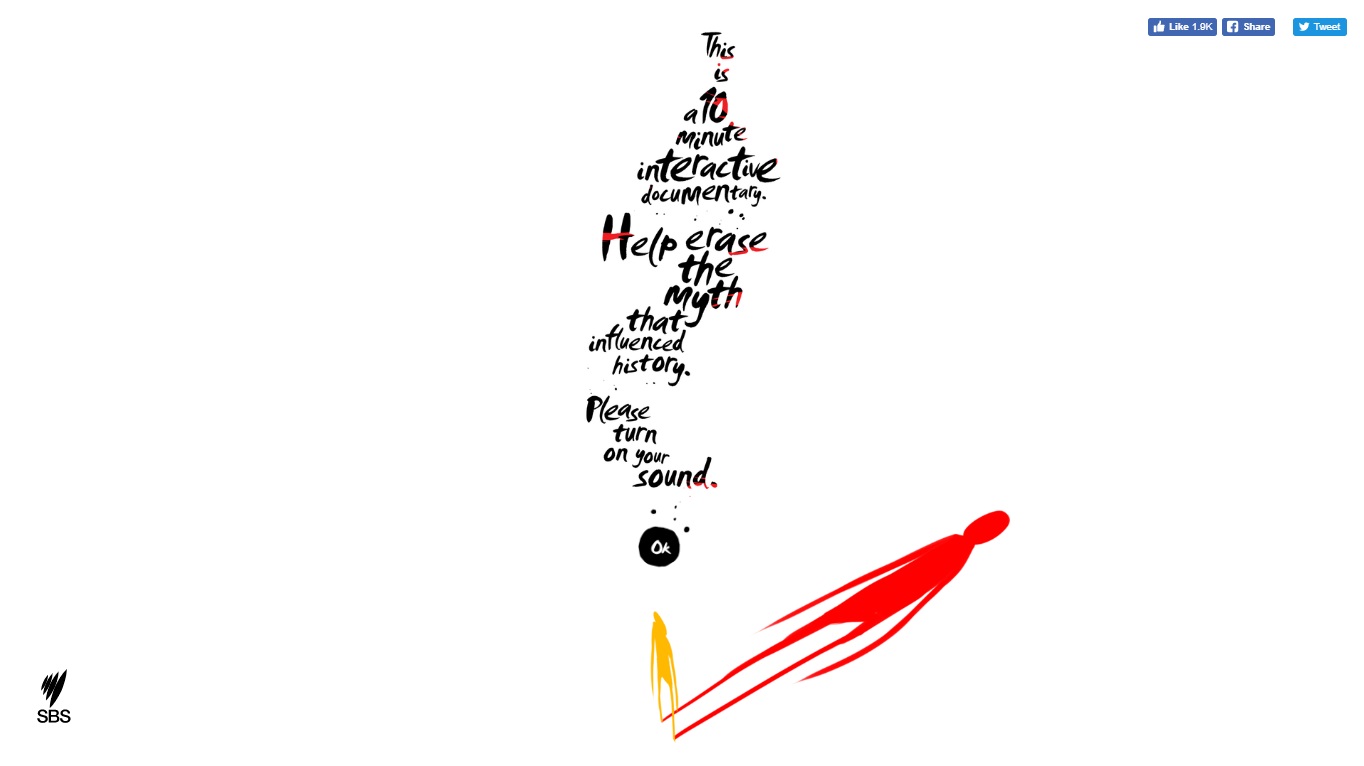 Like 1.9K
Share
Tweet
This
is
a 10
minute
interactive
documentary.
Help erase
the
myth
that
influenced
history.
Please
turn
on your
sound.
Ok
SBS